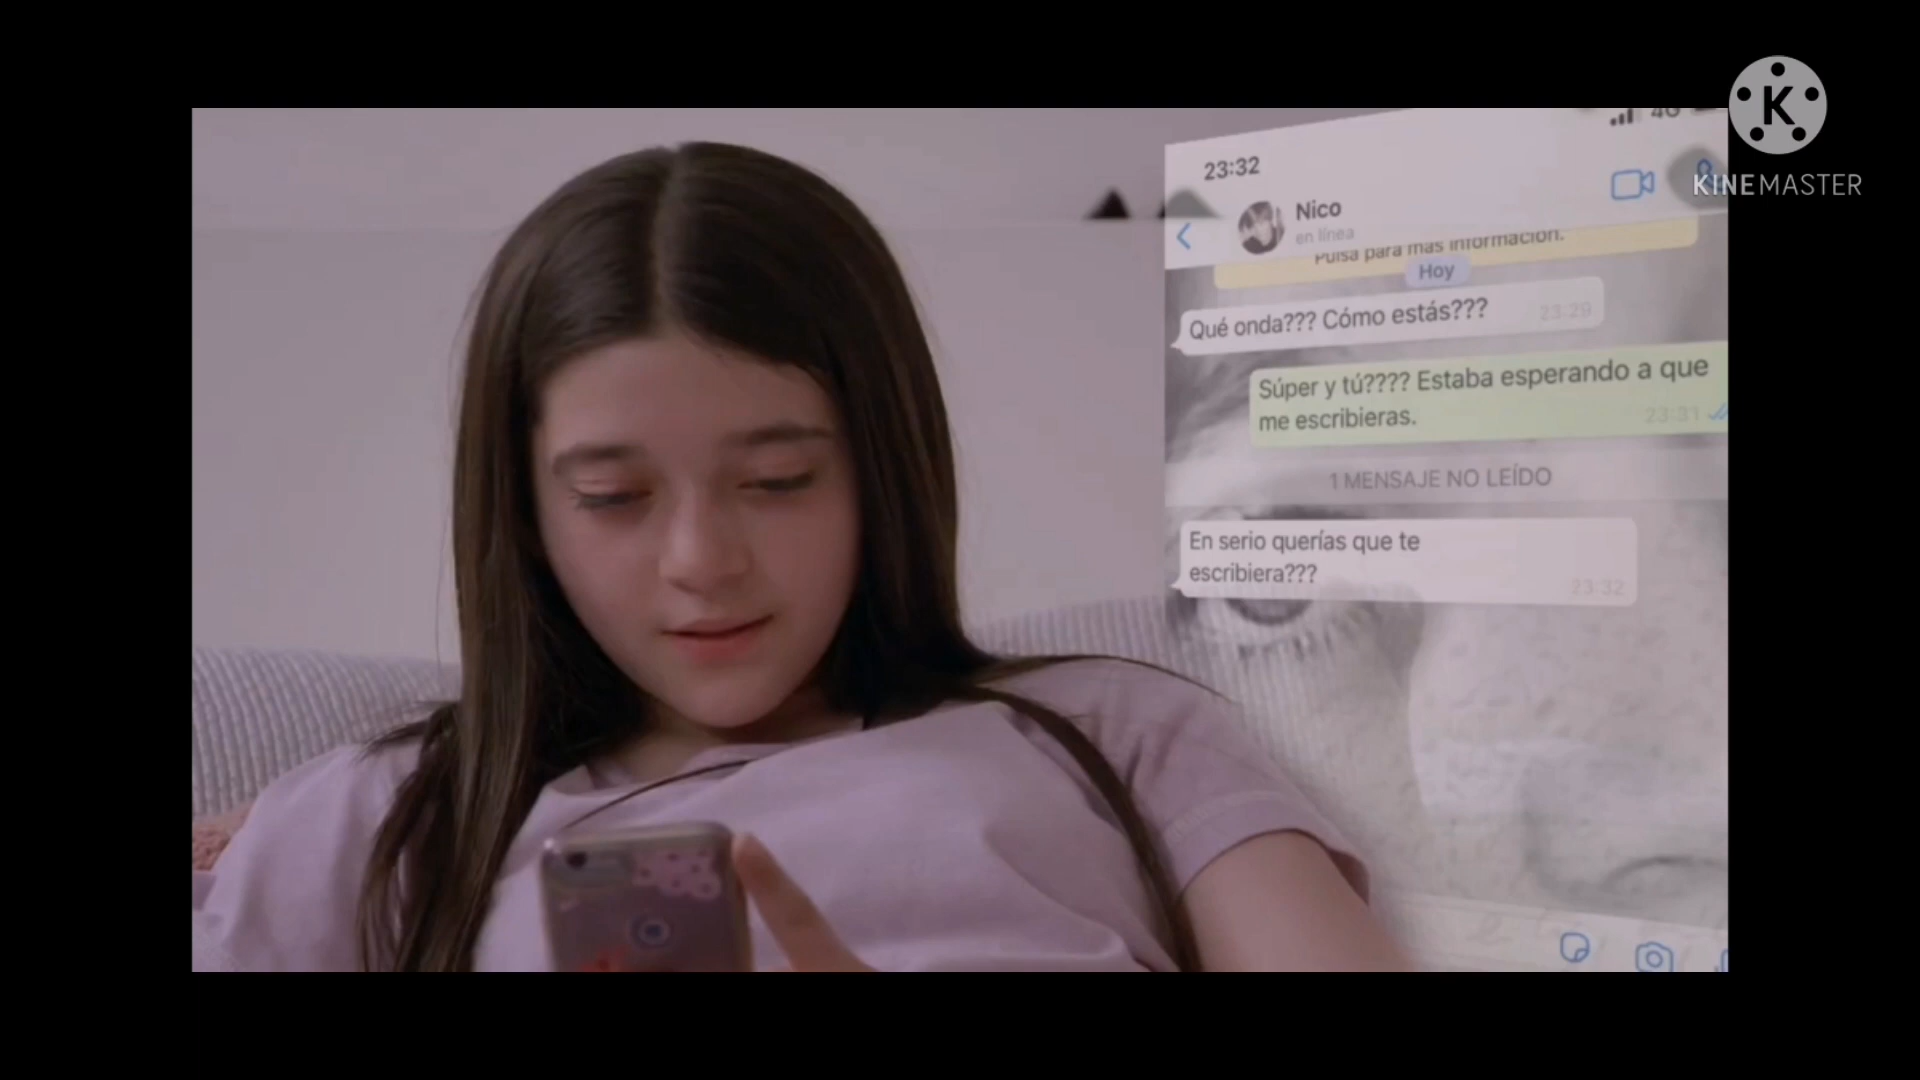 23:32
4G
KINEMASTER
Nico
en línea
Pulsa para más información.
Hoy
Qué onda??? Cómo estás???
23:29
Súper y tú???? Estaba esperando a que
me escribieras.
23:31
1 MENSAJE NO LEÍDO
En serio querías que te
escribiera???
23:32